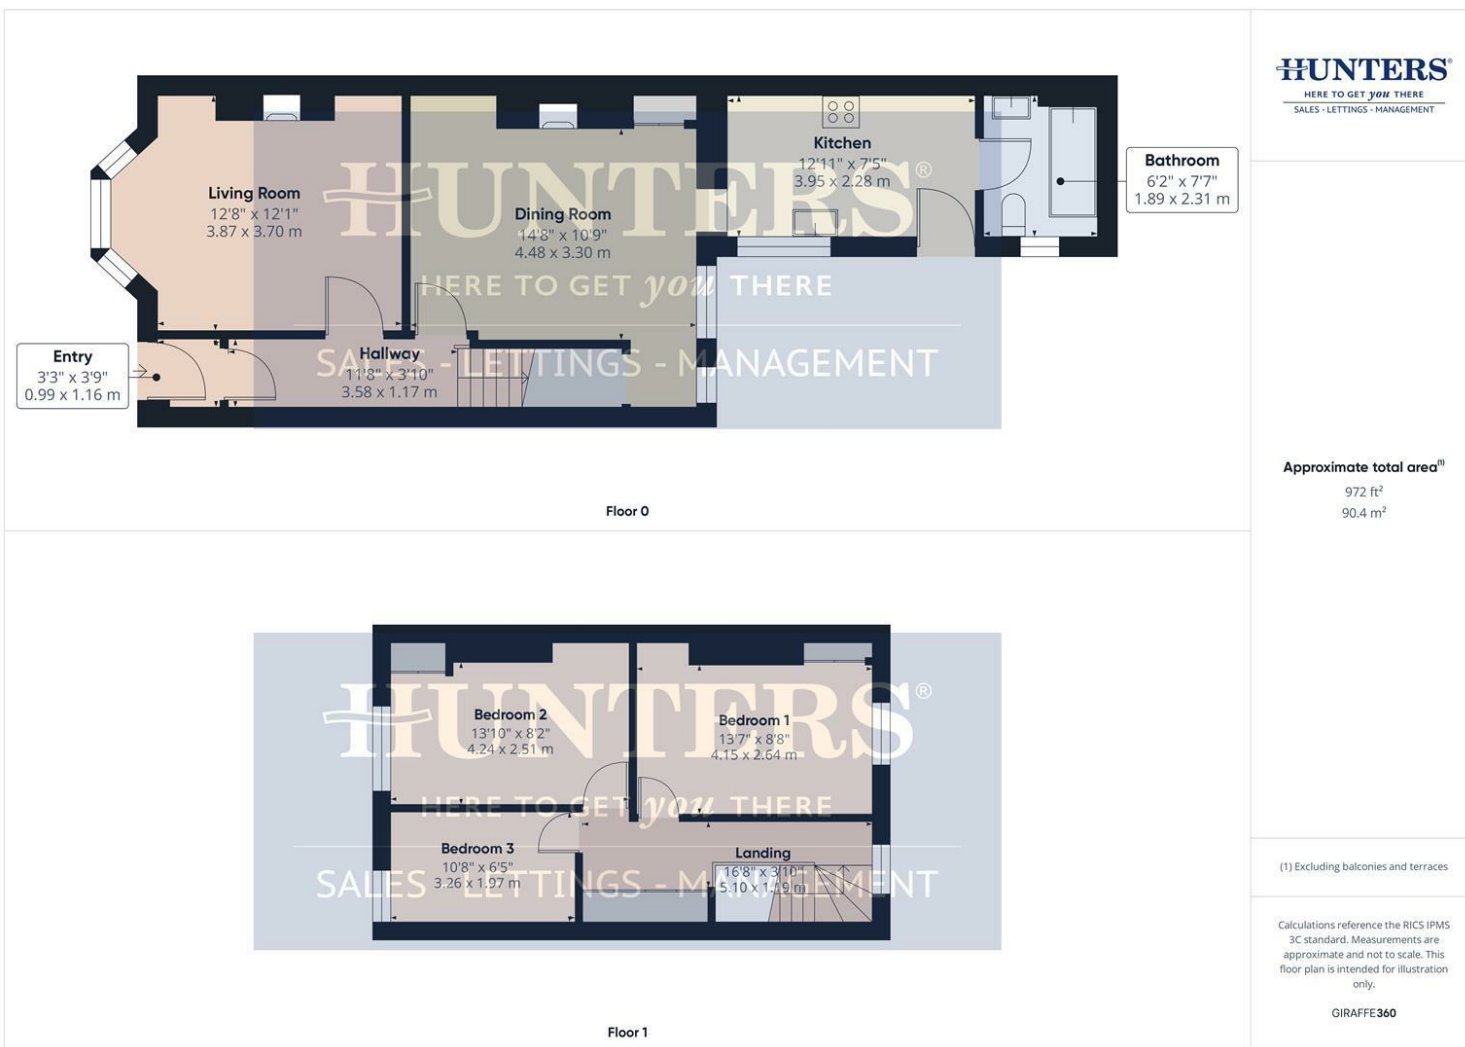 Living Room
12'8" x 12'1"
3.87 x 3.70 m
Dining Room
14'8" x 10'9"
4.48 x 3.30 m
Kitchen
12'11" x 7'5"
3.95 x 2.28 m
Bathroom
6'2" x 7'7"
1.89 x 2.31 m
Entry
3'3" x 3'9"
0.99 x 1.16 m
Hallway
11'8" x 3'10"
3.58 x 1.17 m
HUNTERS®
HERE TO GET you THERE
SALES - LETTINGS - MANAGEMENT
Floor 0
Bedroom 2
13'10" x 8'2"
4.24 x 2.51 m
Bedroom 1
13'7" x 8'8"
4.15 x 2.64 m
Bedroom 3
10'8" x 6'5"
3.26 x 1.97 m
Landing
16'8" x 3'10"
5.10 x 1.19 m
HUNTERS®
HERE TO GET you THERE
SALES - LETTINGS - MANAGEMENT
Floor 1
HUNTERS®
HERE TO GET you THERE
SALES - LETTINGS - MANAGEMENT
Approximate total area(1)
972 ft²
90.4 m²
(1) Excluding balconies and terraces
Calculations reference the RICS IPMS
3C standard. Measurements are
approximate and not to scale. This
floor plan is intended for illustration
only.
GIRAFFE360